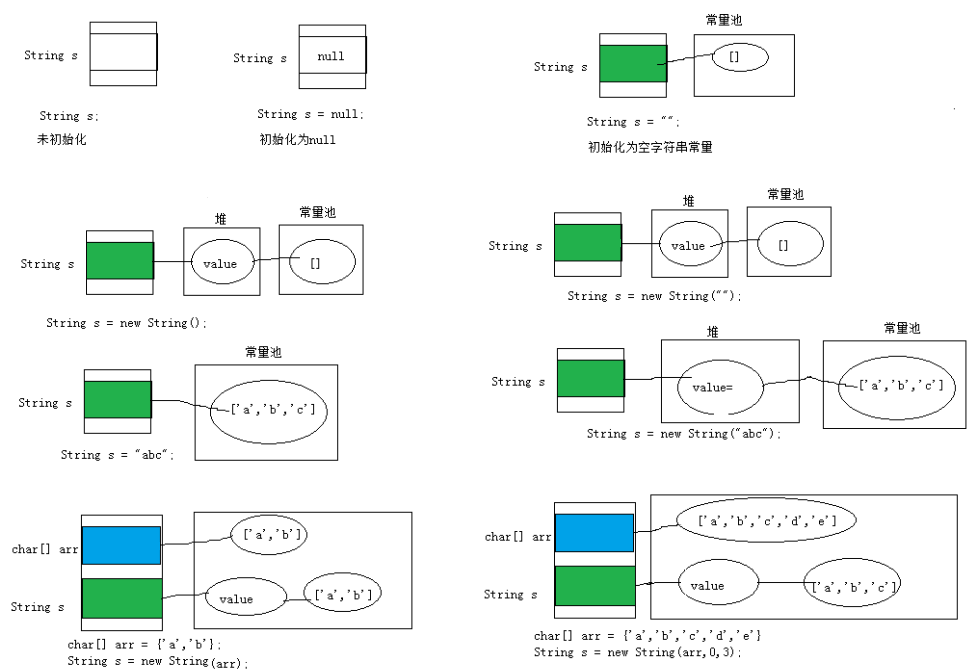 String s
String s;
未初始化
String s
null
String s = null;
初始化为null
常量池
String s
[]
String s = "";
初始化为空字符串常量
堆
常量池
String s
value
[]
String s = new String();
堆
常量池
String s
value
[]
String s = new String("");
常量池
String s
['a','b','c']
String s = "abc";
堆
常量池
String s
value=
['a','b','c']
String s = new String("abc");
char[] arr
['a','b']
String s
value
['a','b']
char[] arr = {'a','b'};
String s = new String(arr);
char[] arr
['a','b','c','d','e']
String s
value
['a','b','c']
char[] arr = {'a','b','c','d','e'}
String s = new String(arr,0,3);